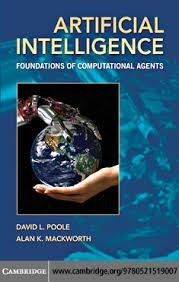 ARTIFICIAL
INTELLIGENCE
FOUNDATIONS OF COMPUTATIONAL AGENTS
DAVID L. POOLE
ALAN K. MACKWORTH
CAMBRIDGE
www.cambridge.org/9780521519007